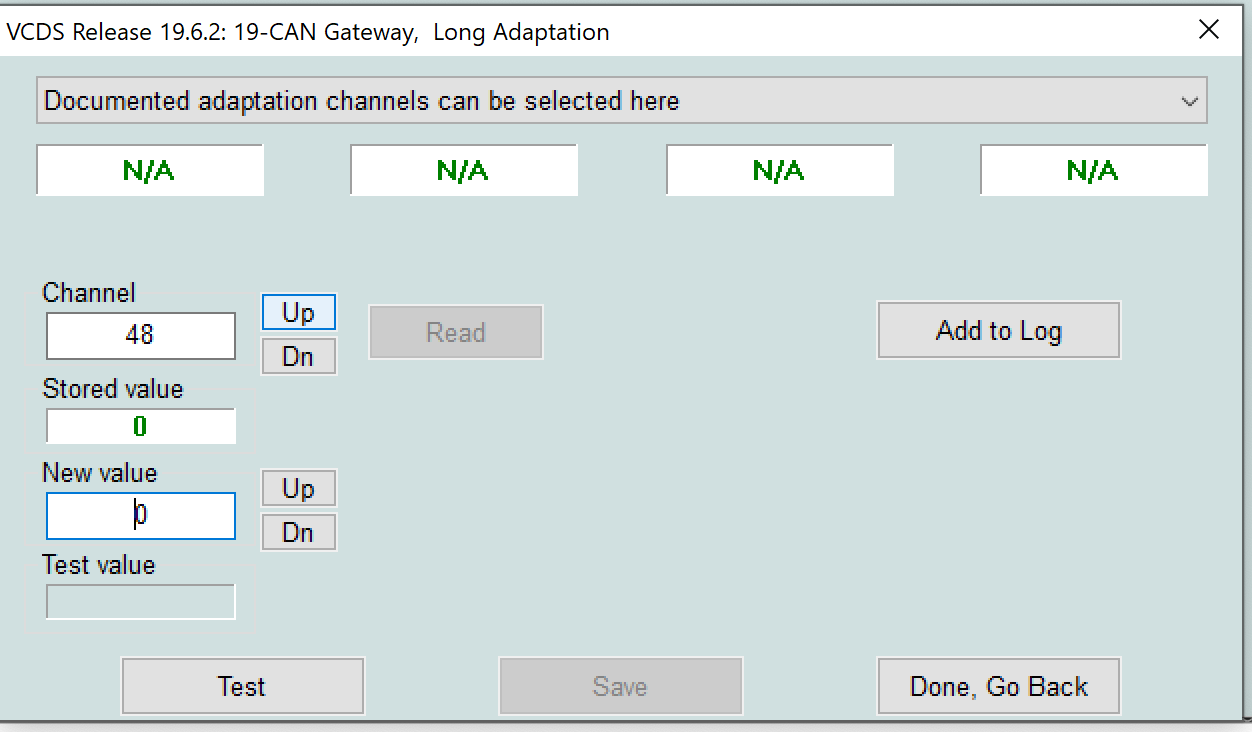 VCDS Release 19.6.2: 19-CAN Gateway,  Long Adaptation
Documented adaptation channels can be selected here
N/A N/A N/A N/A
Channel
48 Up Read Add to Log
Dn
Stored value
0
New value
0 Up
Dn
Test value
Test Save Done, Go Back